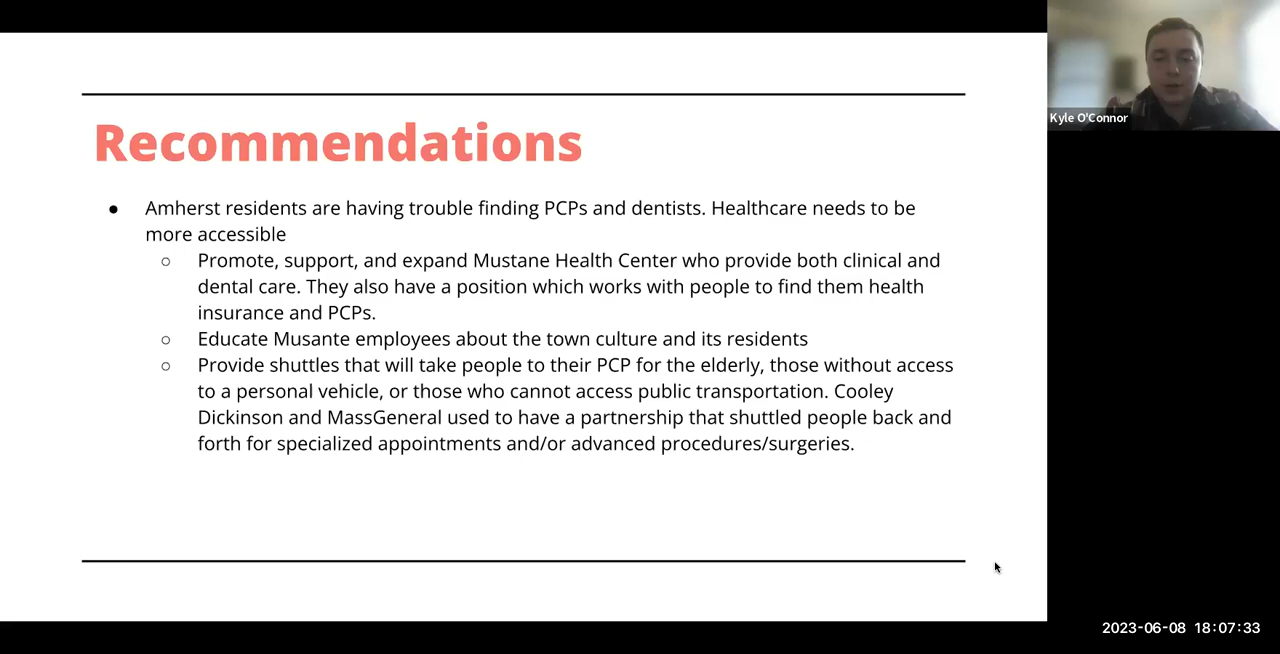 Recommendations
● Amherst residents are having trouble finding PCPs and dentists. Healthcare needs to be
more accessible
○ Promote, support, and expand Mustane Health Center who provide both clinical and
dental care. They also have a position which works with people to find them health
insurance and PCPs.
○ Educate Musante employees about the town culture and its residents
○ Provide shuttles that will take people to their PCP for the elderly, those without access
to a personal vehicle, or those who cannot access public transportation. Cooley
Dickinson and MassGeneral used to have a partnership that shuttled people back and
forth for specialized appointments and/or advanced procedures/surgeries.
Kyle O'Connor
2023-06-08 18:07:33